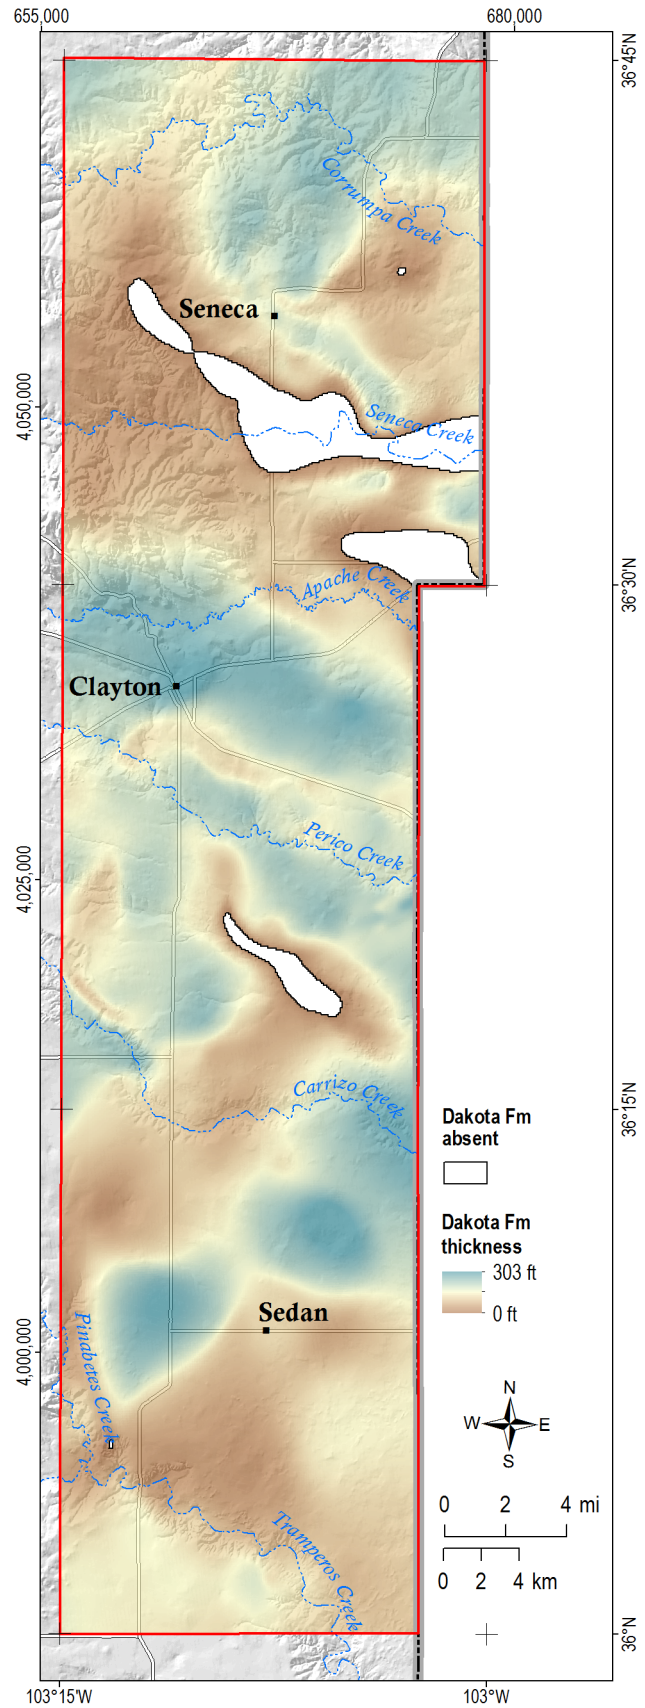 655,000
680,000
36°45'N
Corrumpa Creek
Seneca
4,050,000
Seneca Creek
36°30'N
Apache Creek
Clayton
Perico Creek
4,025,000
Carrizo Creek
36°15'N
Dakota Fm
absent
Dakota Fm
thickness
303 ft
0 ft
Sedan
Pinabetes Creek
4,000,000
N
W E
S
0 2 4 mi
0 2 4 km
Tramperos Creek
36°N
103°15'W
103°W